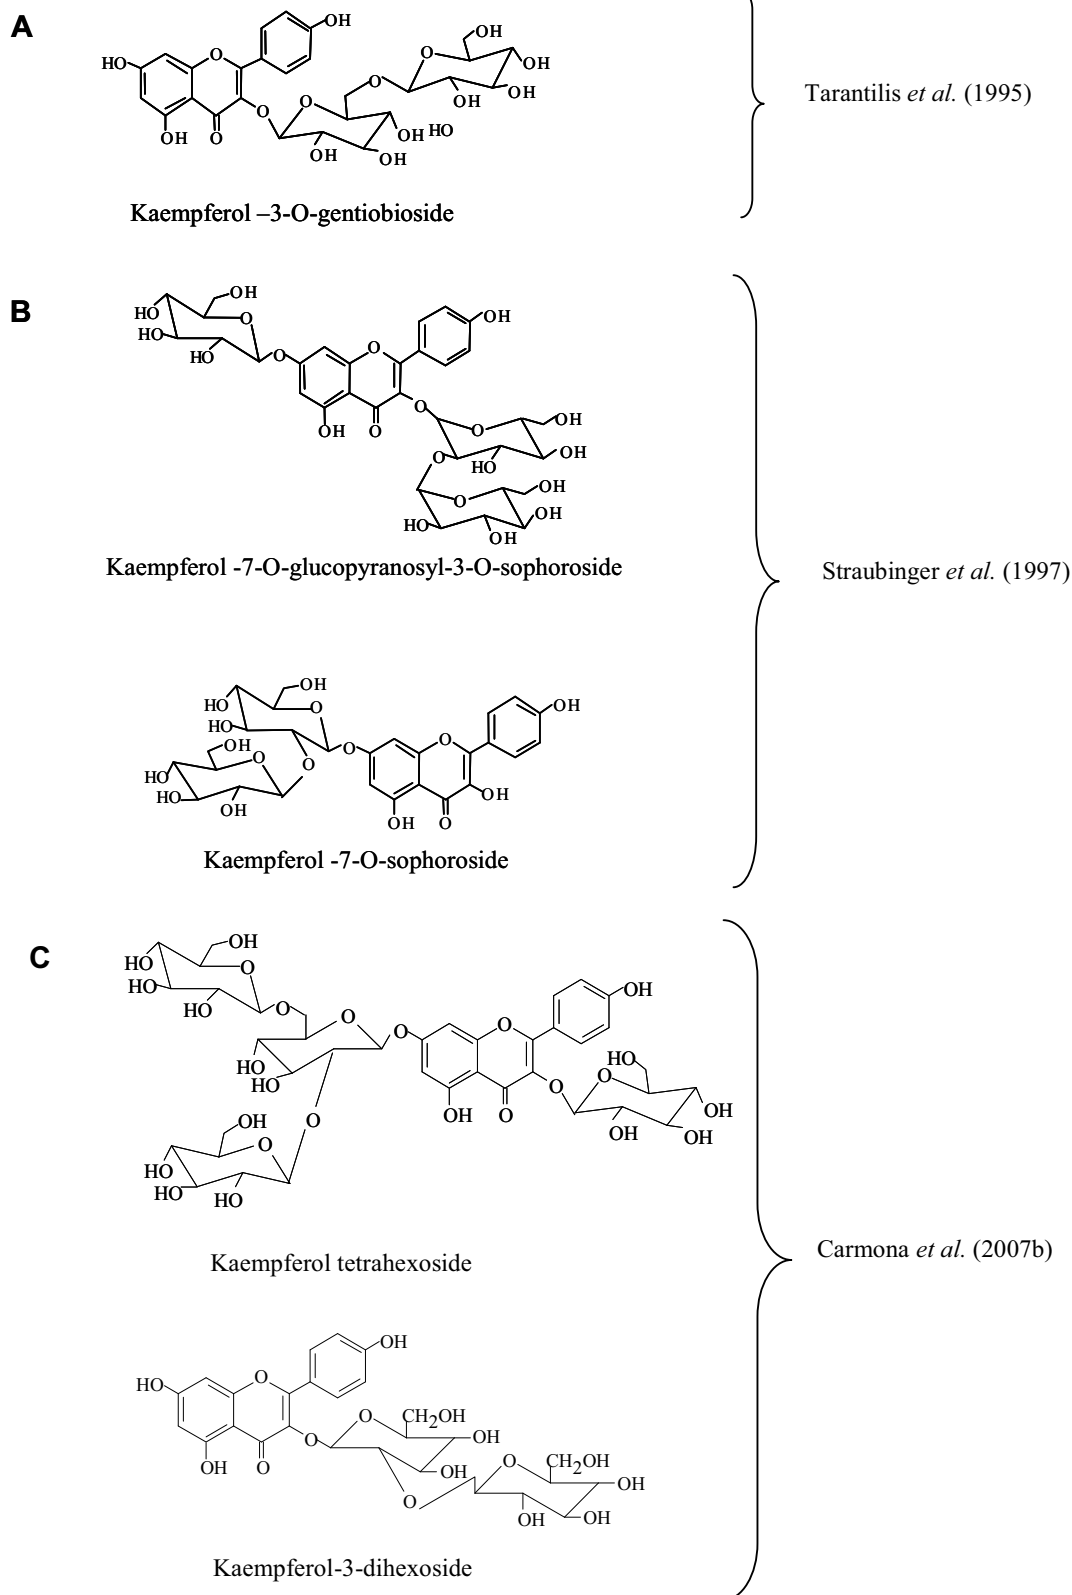 A
OH
HO
O
OH
O
O
O
O
O
OH
OH
OH
OH
OH
OH HO
OH
OH
Kaempferol –3-O-gentiobioside
Tarantilis et al. (1995)
B
OH
HO
O
HO
HO
O
O
OH
OH
O
O
O
OH
OH
HO
O
O
OH
OH
HO
OH
Kaempferol -7-O-glucopyranosyl-3-O-sophoroside
Straubinger et al. (1997)
OH
HO
O
HO
OH
O
O
O
HO
HO
OH
O
OH
OH
O
OH
Kaempferol -7-O-sophoroside
C
OH
HO
O
HO
HO
O
O
O
HO
HO
O
OH
HO
O
O
OH
O
O
OH
OH
OH
O
OH
HO
HO
HO
Kaempferol tetrahexoside
Carmona et al. (2007b)
OH
HO
O
OH
O
O
O
CH2OH
OH
OH
O
O
CH2OH
OH
OH
OH
Kaempferol-3-dihexoside